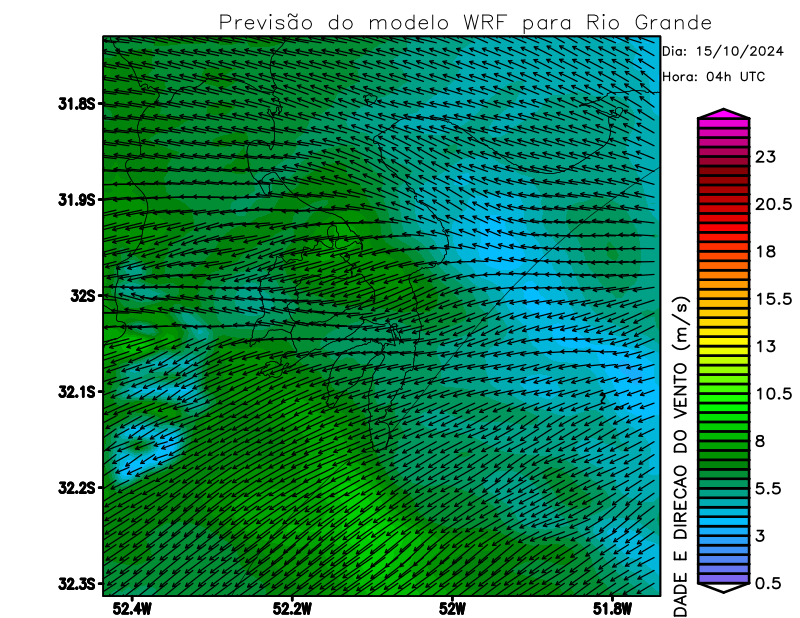 Previsão do modelo WRF para Rio Grande
Dia: 15/10/2024
Hora: 04h UTC
31.8S
31.9S
32S
32.1S
32.2S
32.3S
52.4W
52.2W
52W
51.8W
23
20.5
18
15.5
13
10.5
8
5.5
3
0.5
DADE E DIRECAO DO VENTO (m/s)